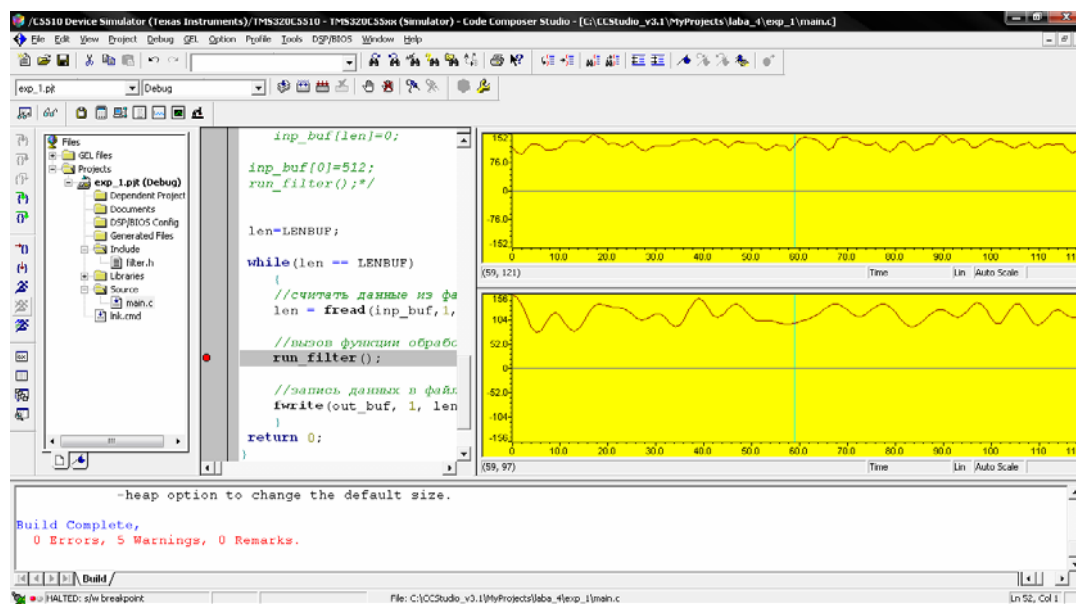 /C5510 Device Simulator (Texas Instruments)/TMS320C5510 - TMS320C55xx (Simulator) - Code Composer Studio - [C:\CCStudio_v3.1\MyProjects\laba_4\exp_1\main.c]
File Edit View Project Debug GEL Option Profile Tools DSP/BIOS Window Help
exp_1.pjt Debug
Files
GEL files
Projects
exp_1.pjt (Debug)
Dependent Project
Documents
DSP/BIOS Config
Generated Files
Include
filter.h
Libraries
Source
main.c
lnk.cmd
inp_buf[len]=0;
inp_buf[0]=512;
run_filter();*/
len=LENBUF;
while(len == LENBUF)
{
//считать данные из фа
len = fread(inp_buf,1,
//вызов функции обрабо
run_filter();
//запись данных в файл
fwrite(out_buf, 1, len
}
return 0;
}
152
76.0
0
-76.0
-152
0 10.0 20.0 30.0 40.0 50.0 60.0 70.0 80.0 90.0 100 110
(59, 121) Time Lin Auto Scale
156
104
52.0
0
-52.0
-104
-156
0 10.0 20.0 30.0 40.0 50.0 60.0 70.0 80.0 90.0 100 110
(59, 97) Time Lin Auto Scale
-heap option to change the default size.
Build Complete,
0 Errors, 5 Warnings, 0 Remarks.
Build
HALTED: s/w breakpoint File: C:\CCStudio_v3.1\MyProjects\laba_4\exp_1\main.c Ln 52, Col 1